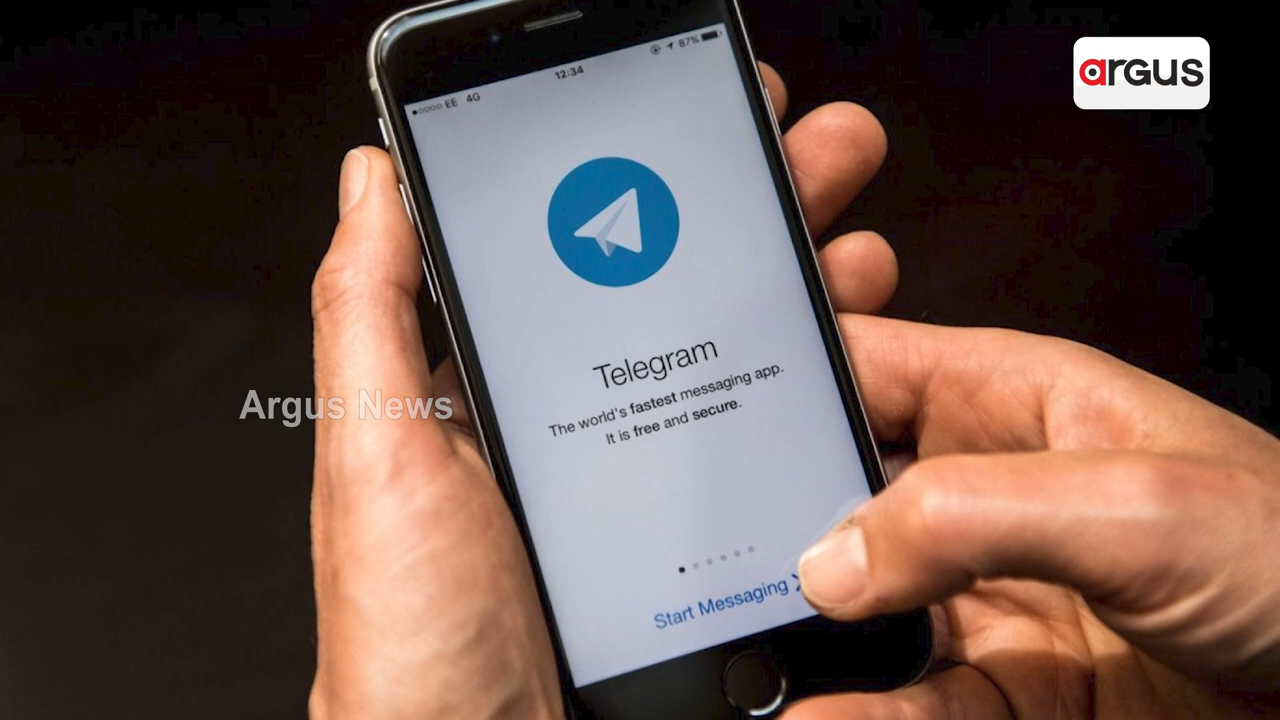 argus
●○○○○ EE 4G
12:34
87%
Telegram
The world's fastest messaging app.
It is free and secure.
Argus News
Start Messaging